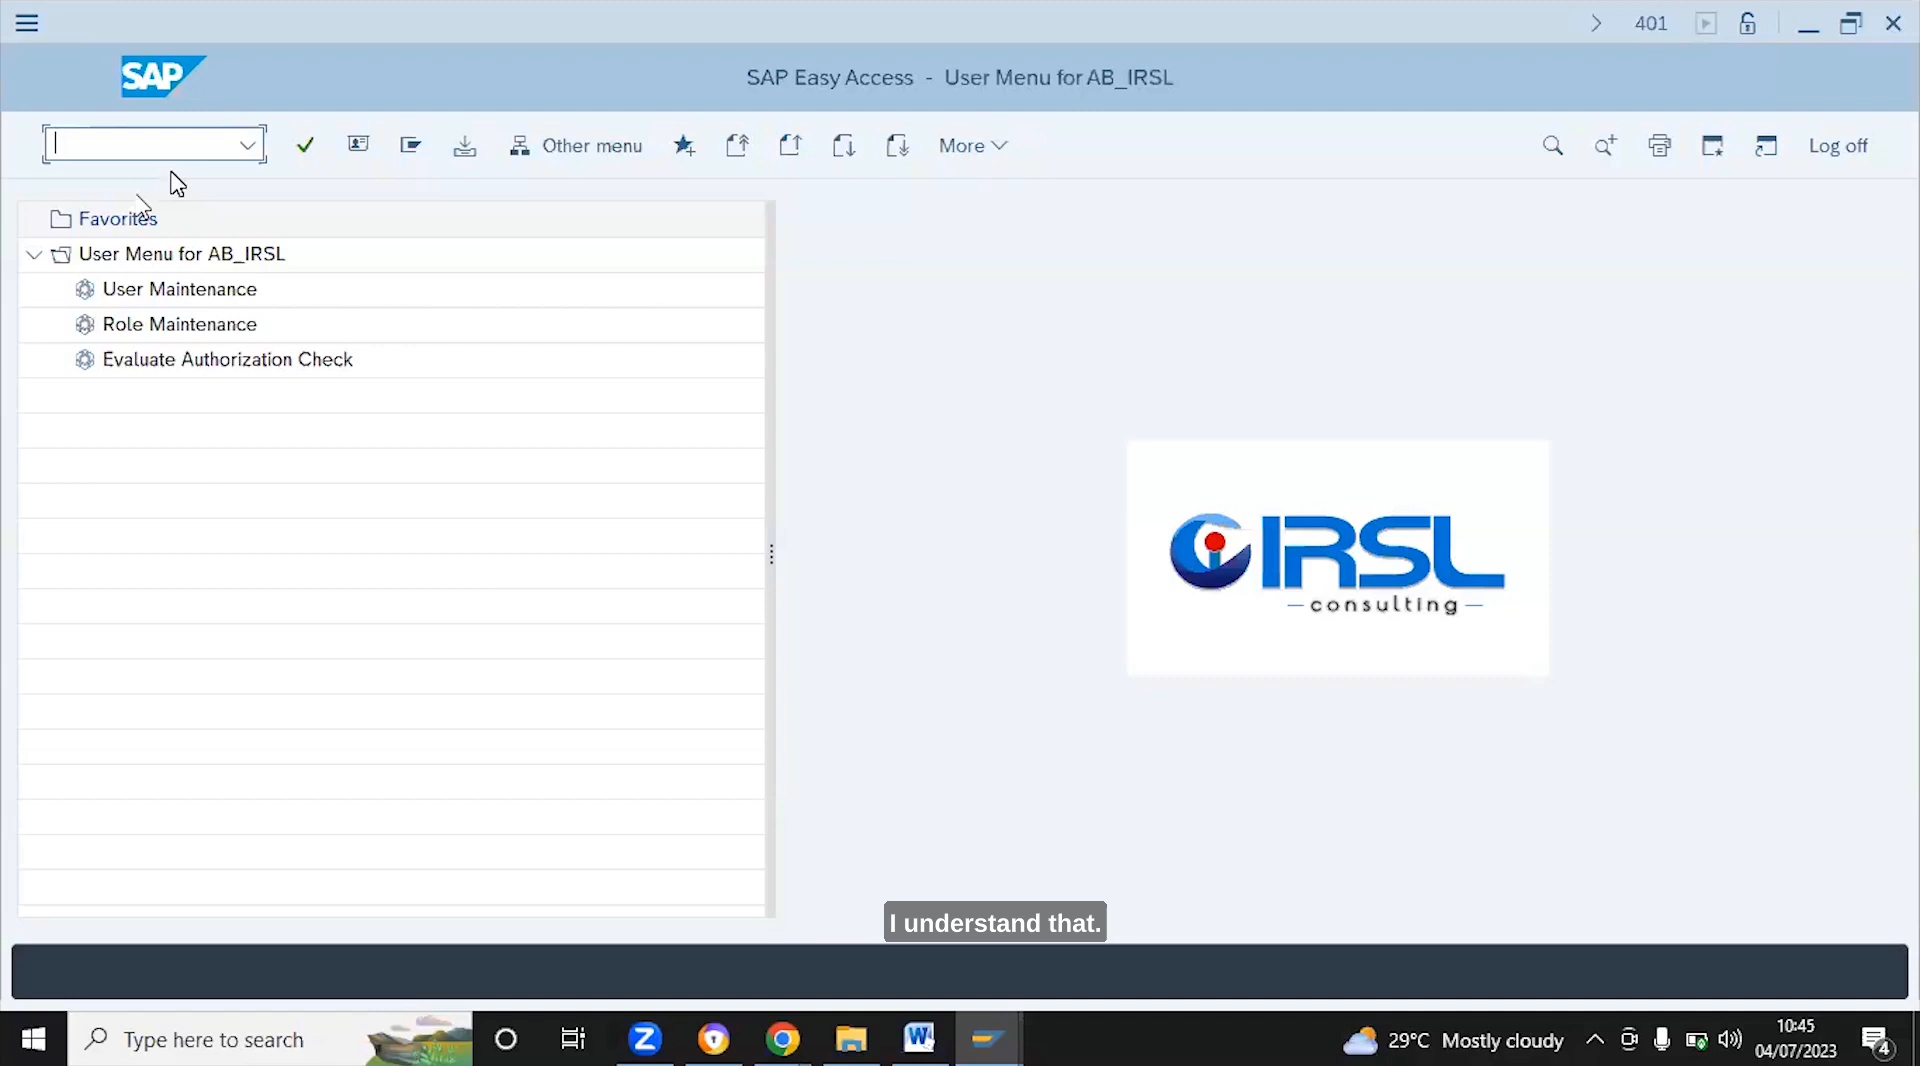 401
SAP
SAP Easy Access - User Menu for AB_IRSL
Other menu
More
Log off
Favorites
User Menu for AB_IRSL
User Maintenance
Role Maintenance
Evaluate Authorization Check
IRSL
consulting
I understand that.
Type here to search
Z
W
29°C Mostly cloudy
10:45
04/07/2023
4